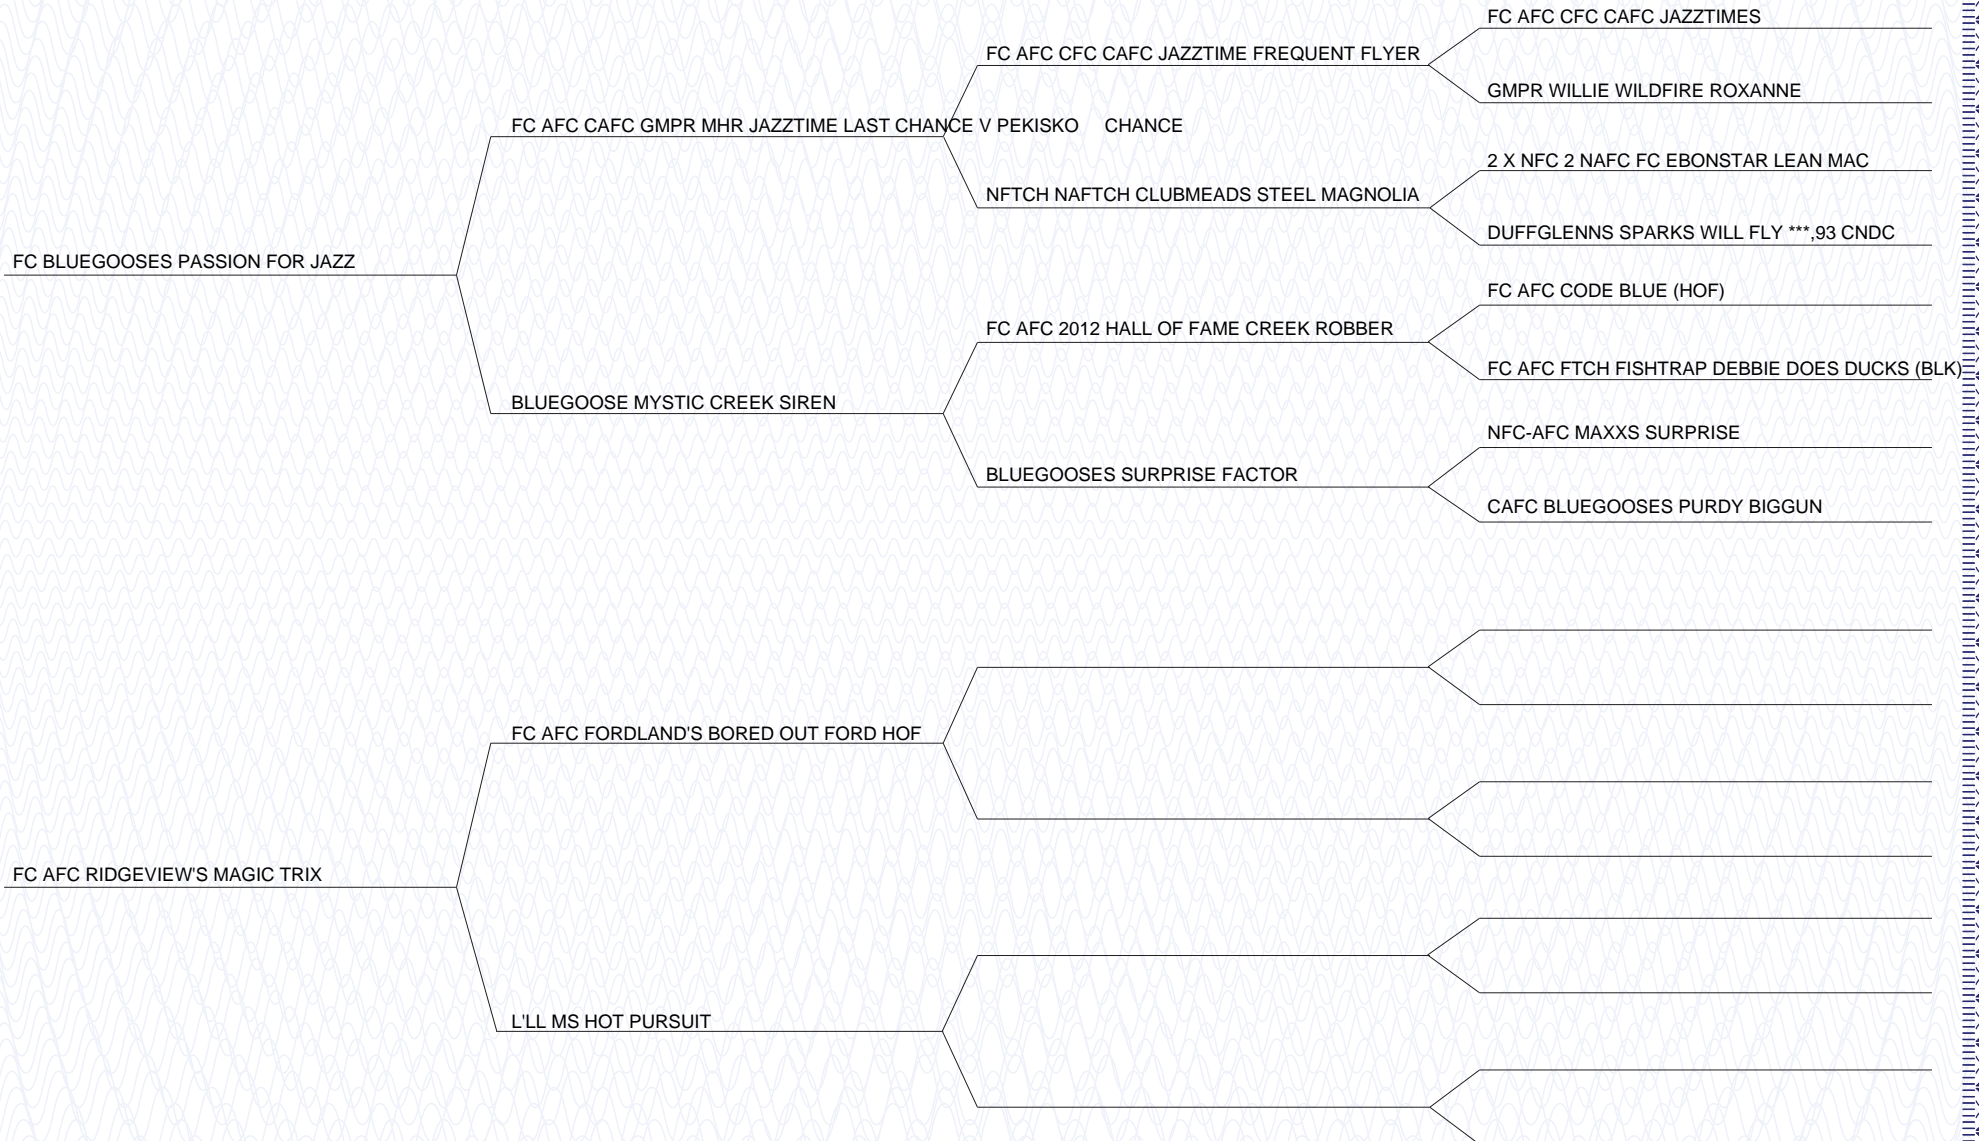 FC AFC CFC CAFC JAZZTIMES
FC AFC CFC CAFC JAZZTIME FREQUENT FLYER
GMPR WILLIE WILDFIRE ROXANNE
FC AFC CAFC GMPR MHR JAZZTIME LAST CHANCE V PEKISKO CHANCE
2 X NFC 2 NAFC FC EBONSTAR LEAN MAC
NFTCH NAFTCH CLUBMEADS STEEL MAGNOLIA
DUFFGLENNS SPARKS WILL FLY ***,93 CNDC
FC BLUEGOOSES PASSION FOR JAZZ
FC AFC CODE BLUE (HOF)
FC AFC 2012 HALL OF FAME CREEK ROBBER
FC AFC FTCH FISHTRAP DEBBIE DOES DUCKS (BLK)
BLUEGOOSE MYSTIC CREEK SIREN
NFC-AFC MAXXS SURPRISE
BLUEGOOSES SURPRISE FACTOR
CAFC BLUEGOOSES PURDY BIGGUN
FC AFC FORDLAND'S BORED OUT FORD HOF
FC AFC RIDGEVIEW'S MAGIC TRIX
L'LL MS HOT PURSUIT